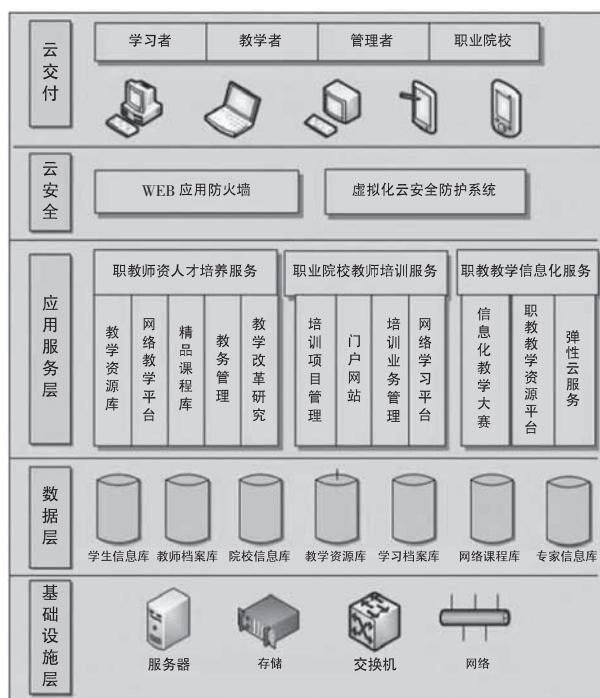 云交付
学习者
教学者
管理者
职业院校
云安全
WEB 应用防火墙
虚拟化云安全防护系统
应用服务层
职教师资人才培养服务
教学资源库
网络教学平台
精品课程库
教务管理
教学改革研究
职业院校教师培训服务
培训项目管理
门户网站
培训业务管理
网络学习平台
职教教学信息化服务
信息化教学大赛
职教教学资源平台
弹性云服务
数据层
学生信息库
教师档案库
院校信息库
教学资源库
学习档案库
网络课程库
专家信息库
基础设施层
服务器
存储
交换机
网络